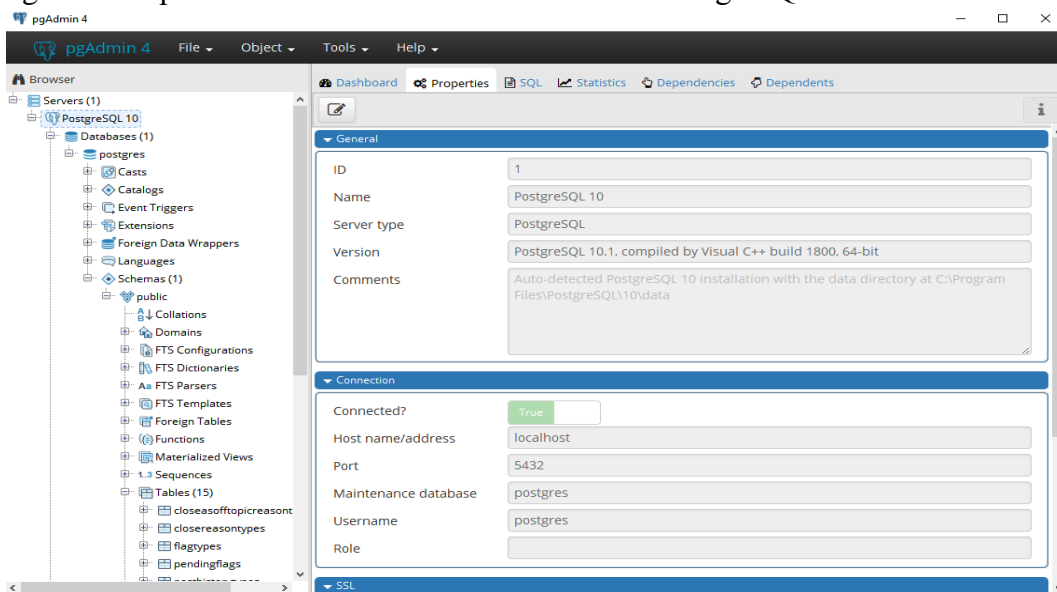 pgAdmin 4
pgAdmin 4 File Object Tools Help
Browser
Servers (1)
PostgreSQL 10
Databases (1)
postgres
Casts
Catalogs
Event Triggers
Extensions
Foreign Data Wrappers
Languages
Schemas (1)
public
Collations
Domains
FTS Configurations
FTS Dictionaries
Aa FTS Parsers
FTS Templates
Foreign Tables
Functions
Materialized Views
1..3 Sequences
Tables (15)
closeasofftopicreasont
closereasontypes
flagtypes
pendingflags
Dashboard Properties SQL Statistics Dependencies Dependents
General
ID 1
Name PostgreSQL 10
Server type PostgreSQL
Version PostgreSQL 10.1, compiled by Visual C++ build 1800, 64-bit
Comments Auto-detected PostgreSQL 10 installation with the data directory at C:\Program
Files\PostgreSQL\10\data
Connection
Connected? True
Host name/address localhost
Port 5432
Maintenance database postgres
Username postgres
Role
SSL